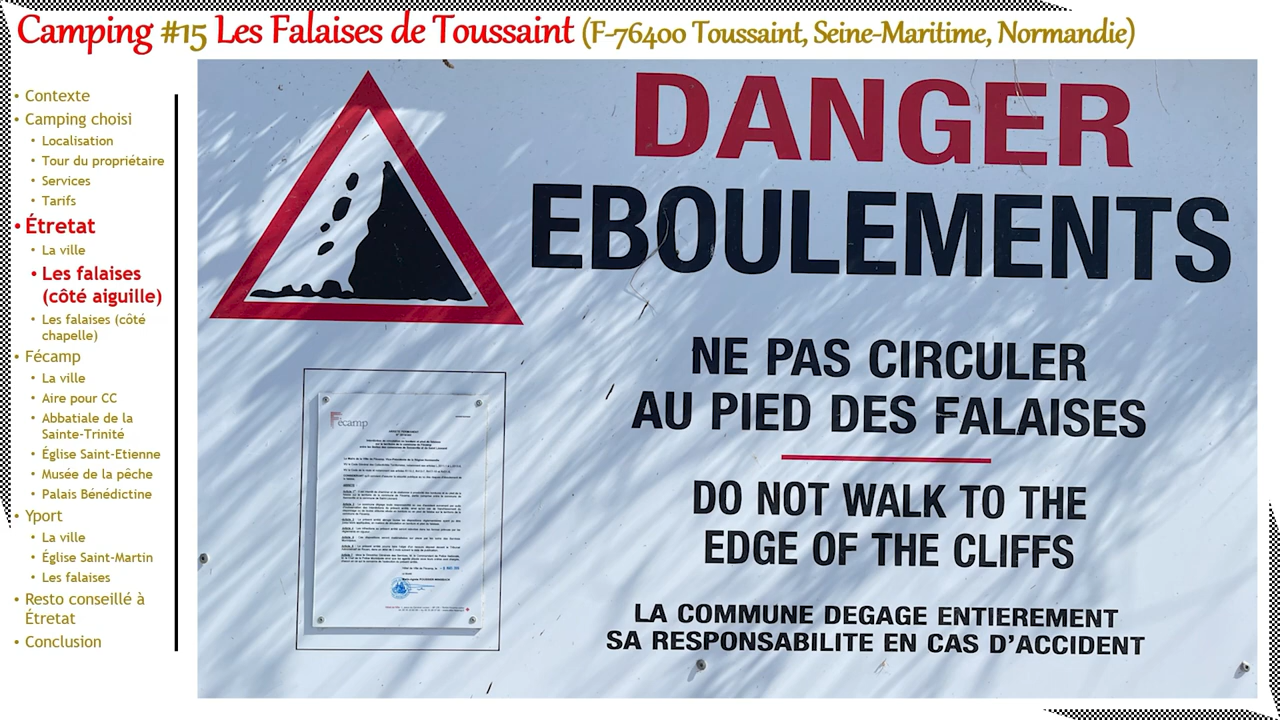 Camping #15 Les Falaises de Toussaint (F-76400 Toussaint, Seine-Maritime, Normandie)
• Contexte
• Camping choisi
• Localisation
• Tour du propriétaire
• Services
• Tarifs
• Étretat
• La ville
• Les falaises
(côté aiguille)
• Les falaises (côté
chapelle)
• Fécamp
• La ville
• Aire pour CC
• Abbatiale de la
Sainte-Trinité
• Église Saint-Etienne
• Musée de la pêche
• Palais Bénédictine
• Yport
• La ville
• Église Saint-Martin
• Les falaises
• Resto conseillé à
Étretat
• Conclusion
DANGER
EBOULEMENTS
NE PAS CIRCULER
AU PIED DES FALAISES
DO NOT WALK TO THE
EDGE OF THE CLIFFS
LA COMMUNE DEGAGE ENTIEREMENT
SA RESPONSABILITE EN CAS D'ACCIDENT